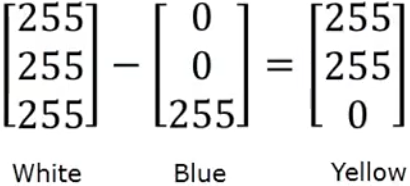 [255] [0] [255]
[255] − [0] = [255]
[255] [255] [0]
White Blue Yellow